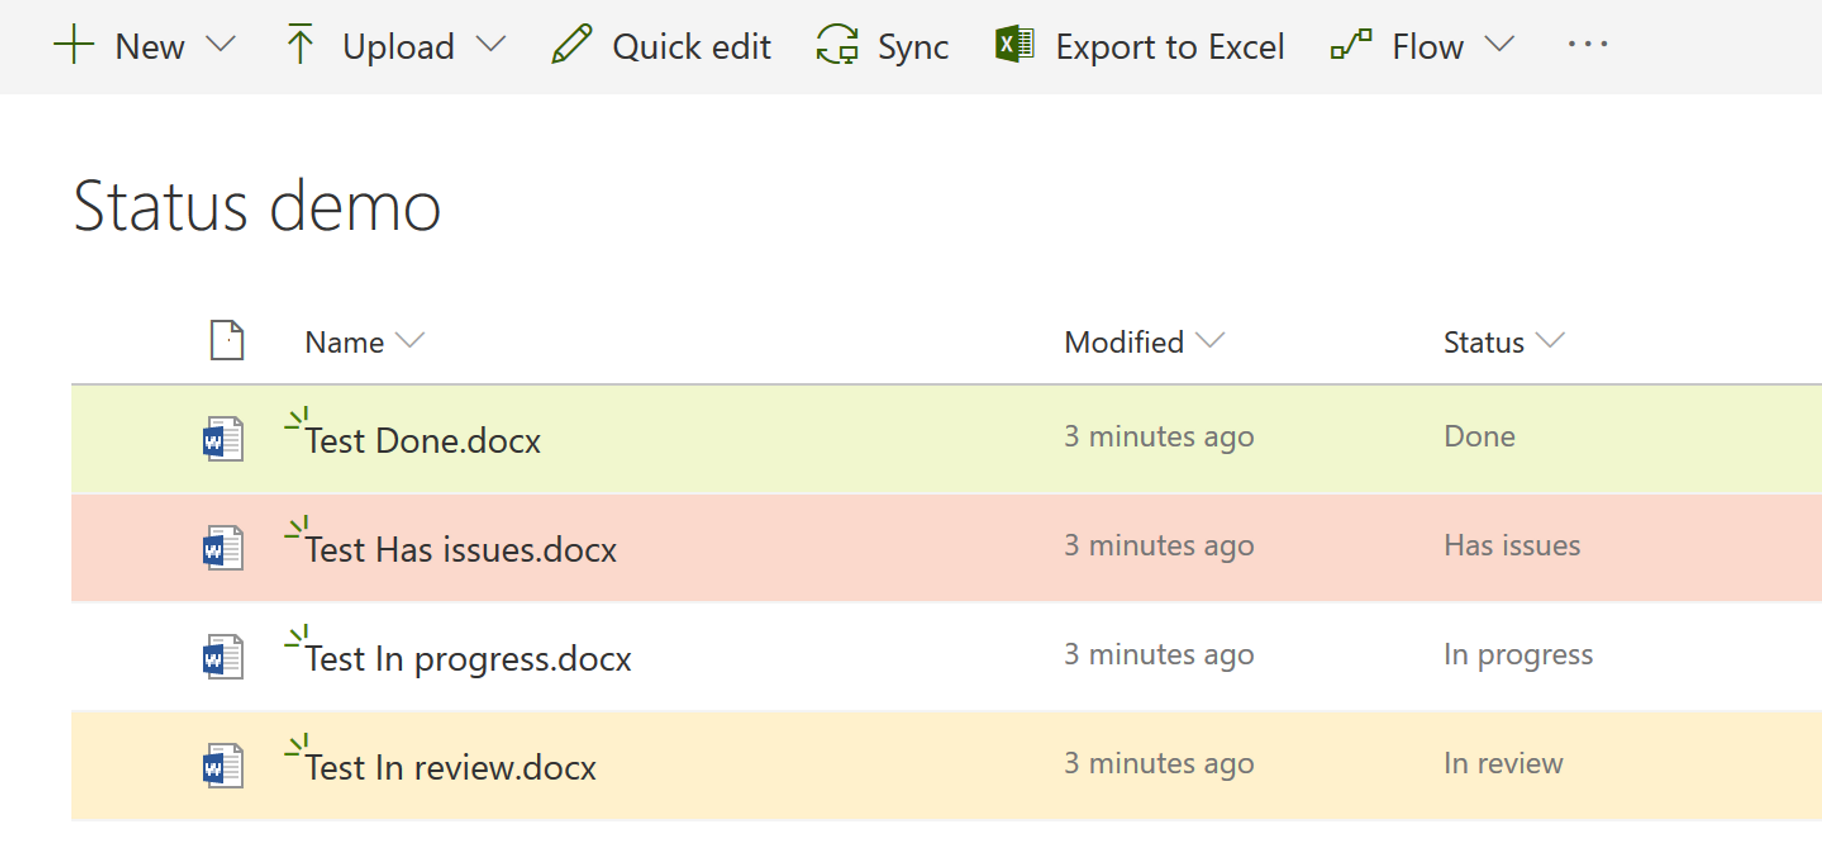 New Upload Quick edit Sync Export to Excel Flow ...
Status demo
Name Modified Status
Test Done.docx 3 minutes ago Done
Test Has issues.docx 3 minutes ago Has issues
Test In progress.docx 3 minutes ago In progress
Test In review.docx 3 minutes ago In review